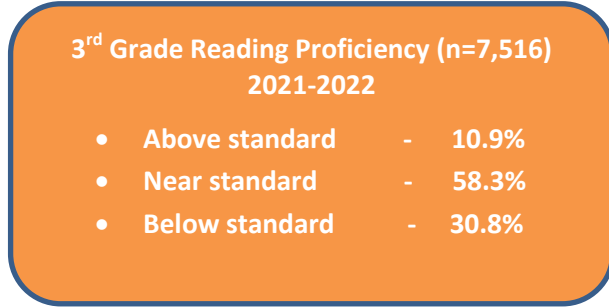 3rd Grade Reading Proficiency (n=7,516)
2021-2022
• Above standard - 10.9%
• Near standard - 58.3%
• Below standard - 30.8%